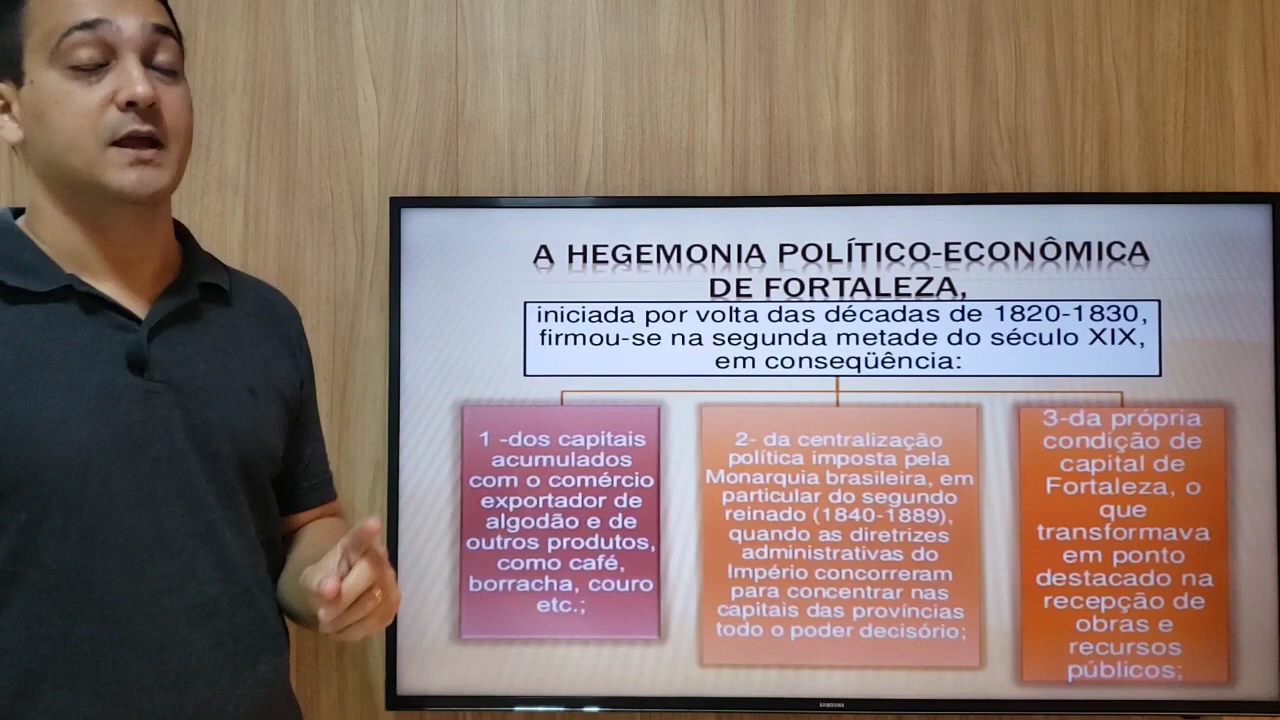 A HEGEMONIA POLÍTICO-ECONÔMICA
DE FORTALEZA,
iniciada por volta das décadas de 1820-1830,
firmou-se na segunda metade do século XIX,
em conseqüência:
1 -dos capitais
acumulados
com o comércio
exportador de
algodão e de
outros produtos,
como café,
borracha, couro
etc.;
2- da centralização
política imposta pela
Monarquia brasileira, em
particular do segundo
reinado (1840-1889),
quando as diretrizes
administrativas do
Império concorreram
para concentrar nas
capitais das províncias
todo o poder decisório;
3-da própria
condição de
capital de
Fortaleza, o
que
transformava
em ponto
destacado na
recepção de
obras e
recursos
públicos;
SAMSUNG